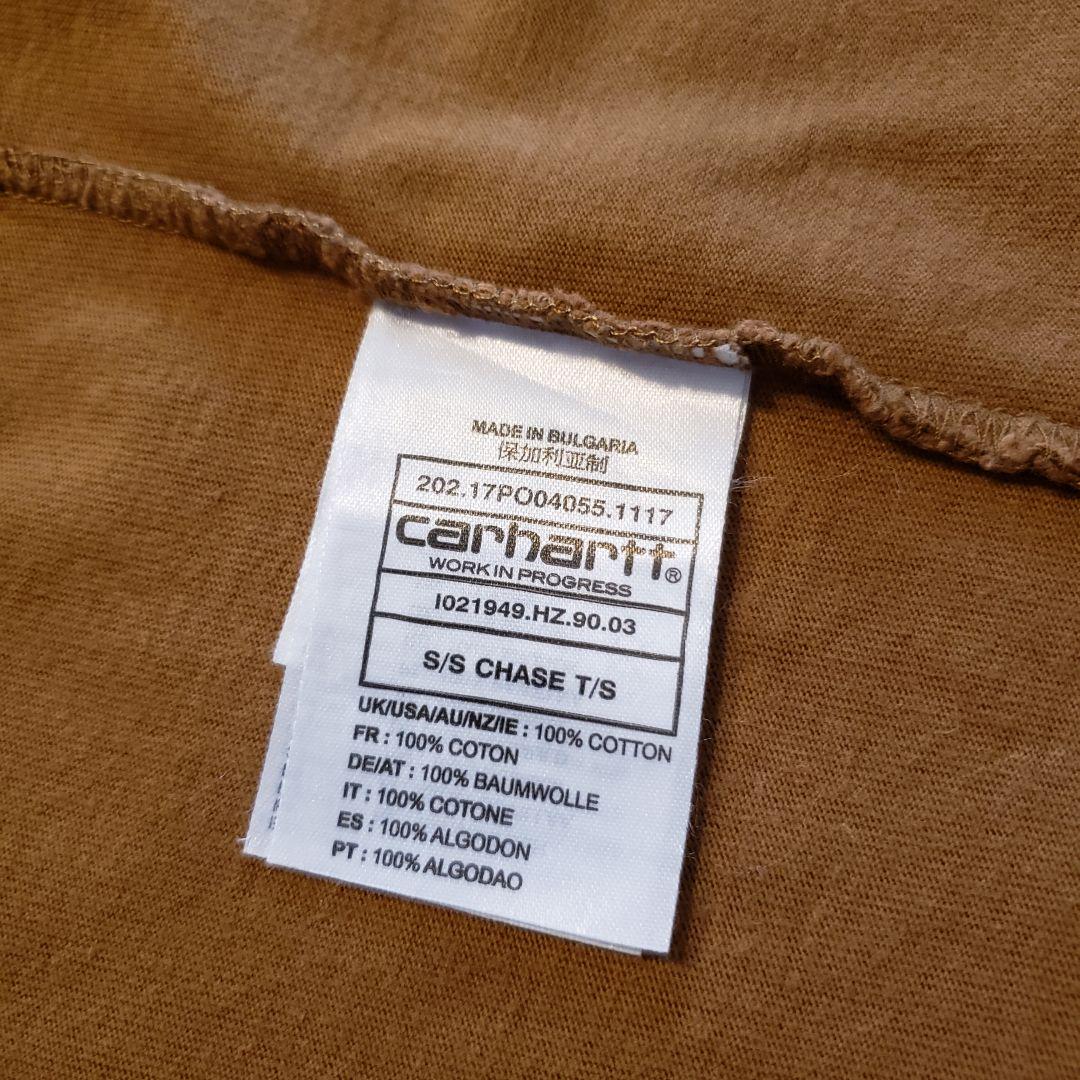 MADE IN BULGARIA
保加利亚制
202.17PO04055.1117
carhartt®
WORK IN PROGRESS
I021949.HZ.90.03
S/S CHASE T/S
UK/USA/AU/NZ/IE : 100% COTTON
FR : 100% COTON
DE/AT : 100% BAUMWOLLE
IT : 100% COTONE
ES : 100% ALGODON
PT : 100% ALGODAO